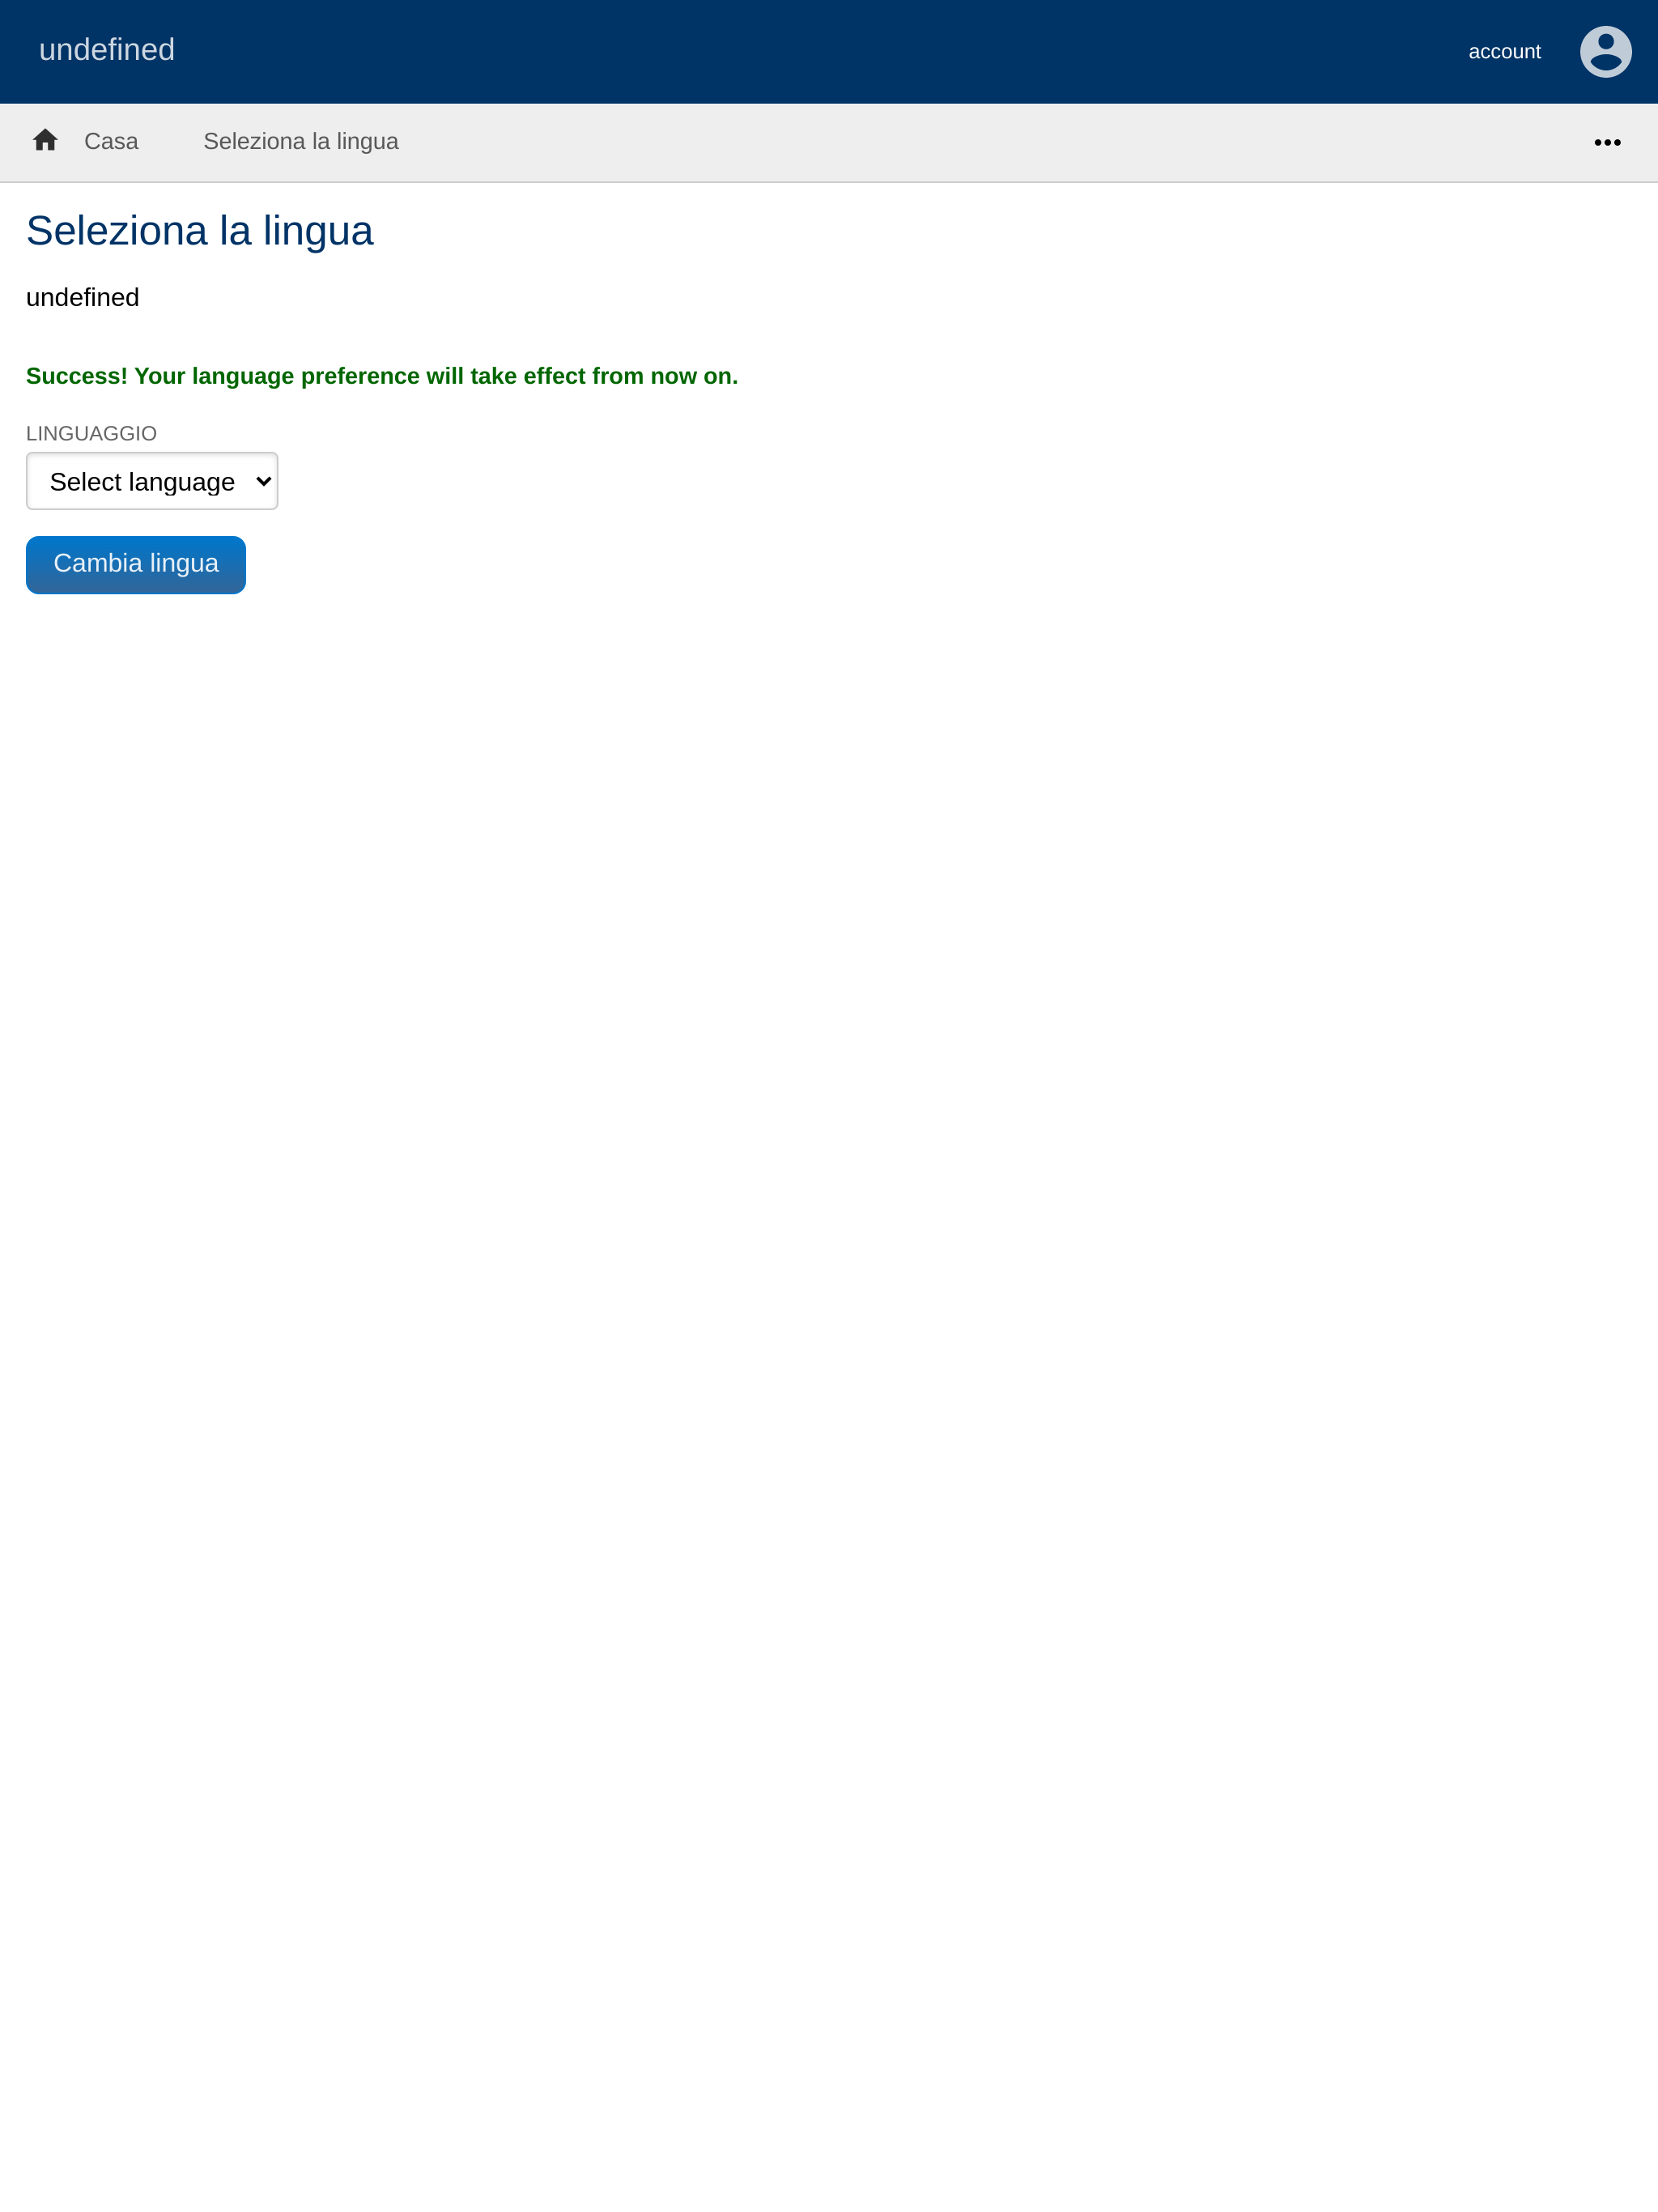 undefined
account
Casa
Seleziona la lingua
Seleziona la lingua
undefined
Success! Your language preference will take effect from now on.
LINGUAGGIO
Select language
Cambia lingua